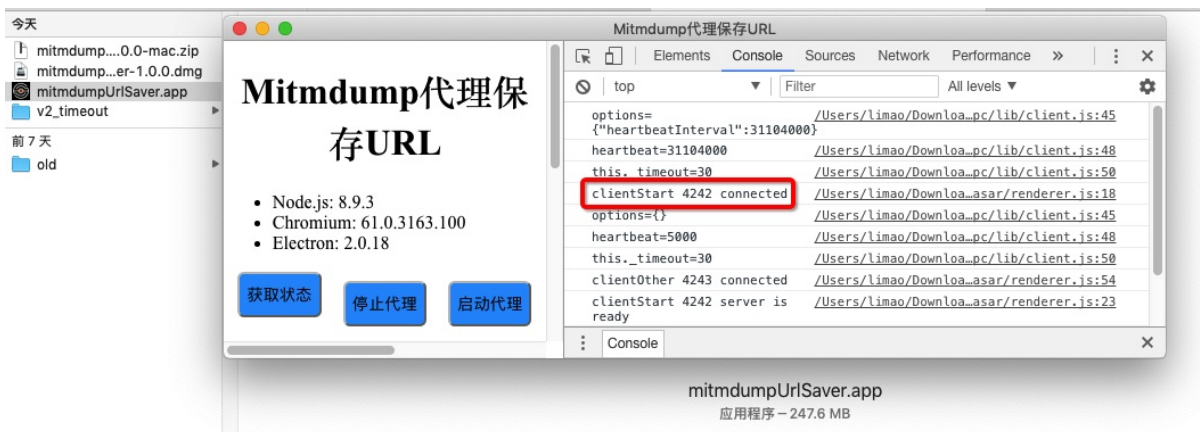 今天
mitmdump....0.0-mac.zip
mitmdump...er-1.0.0.dmg
mitmdumpUrlSaver.app
v2_timeout
前 7 天
old
Mitmdump代理保存URL
Mitmdump代理保
存URL
Node.js: 8.9.3
Chromium: 61.0.3163.100
Electron: 2.0.18
获取状态
停止代理
启动代理
Elements Console Sources Network Performance »
top Filter All levels
options= /Users/limao/Downloa…pc/lib/client.js:45
{"heartbeatInterval":31104000}
heartbeat=31104000 /Users/limao/Downloa…pc/lib/client.js:48
this._timeout=30 /Users/limao/Downloa…pc/lib/client.js:50
clientStart 4242 connected /Users/limao/Downloa…asar/renderer.js:18
options={} /Users/limao/Downloa…pc/lib/client.js:45
heartbeat=5000 /Users/limao/Downloa…pc/lib/client.js:48
this._timeout=30 /Users/limao/Downloa…pc/lib/client.js:50
clientOther 4243 connected /Users/limao/Downloa…asar/renderer.js:54
clientStart 4242 server is /Users/limao/Downloa…asar/renderer.js:23
ready
Console
mitmdumpUrlSaver.app
应用程序 – 247.6 MB